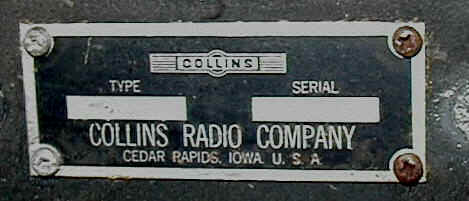 COLLINS
TYPE SERIAL
COLLINS RADIO COMPANY
CEDAR RAPIDS, IOWA. U. S. A.